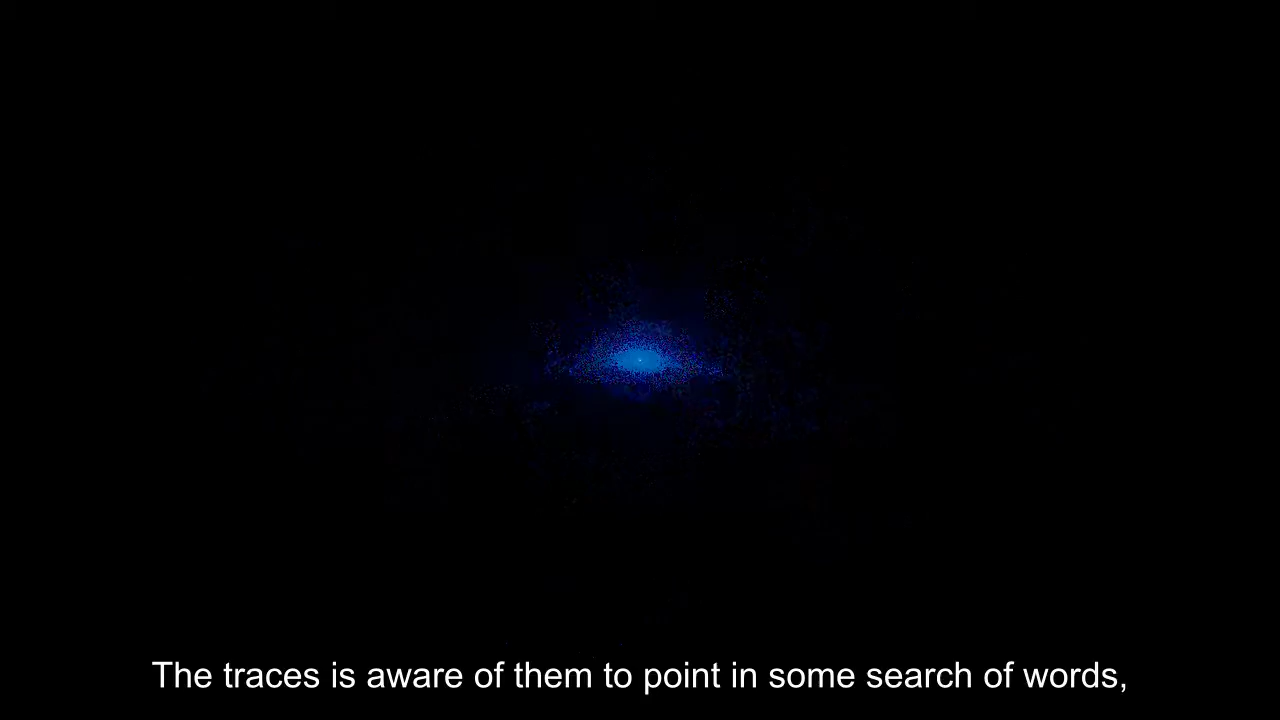 The traces is aware of them to point in some search of words,